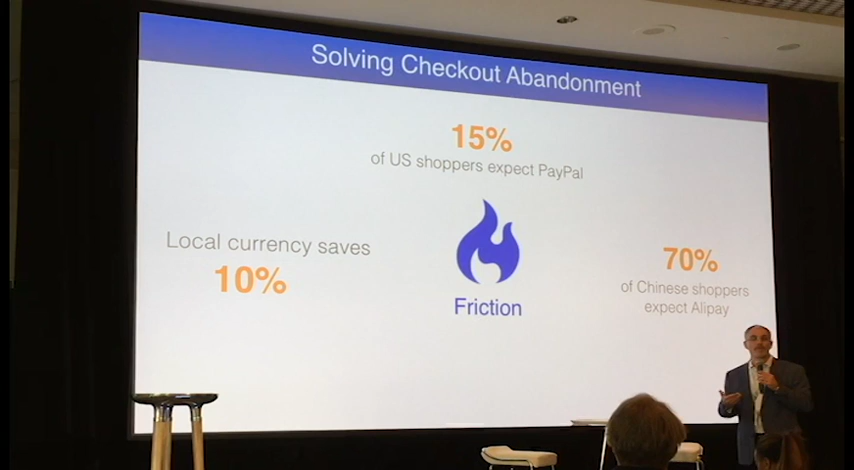 Solving Checkout Abandonment
15%
of US shoppers expect PayPal
Local currency saves
10%
Friction
70%
of Chinese shoppers
expect Alipay